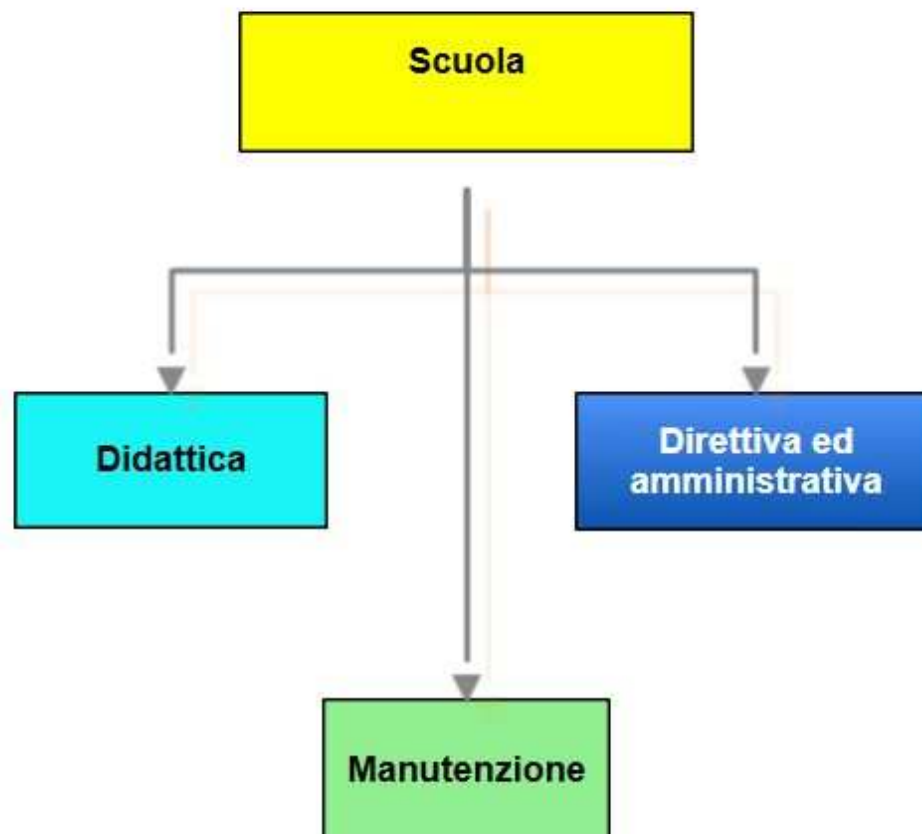 Scuola
Didattica
Direttiva ed
amministrativa
Manutenzione